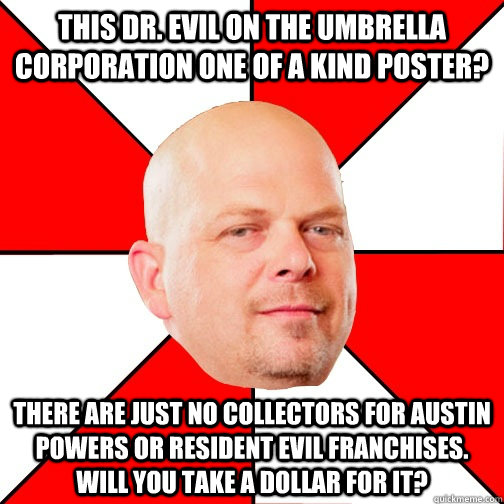 THIS DR. EVIL ON THE UMBRELLA
CORPORATION ONE OF A KIND POSTER?
THERE ARE JUST NO COLLECTORS FOR AUSTIN
POWERS OR RESIDENT EVIL FRANCHISES.
WILL YOU TAKE A DOLLAR FOR IT?
quickmeme.com